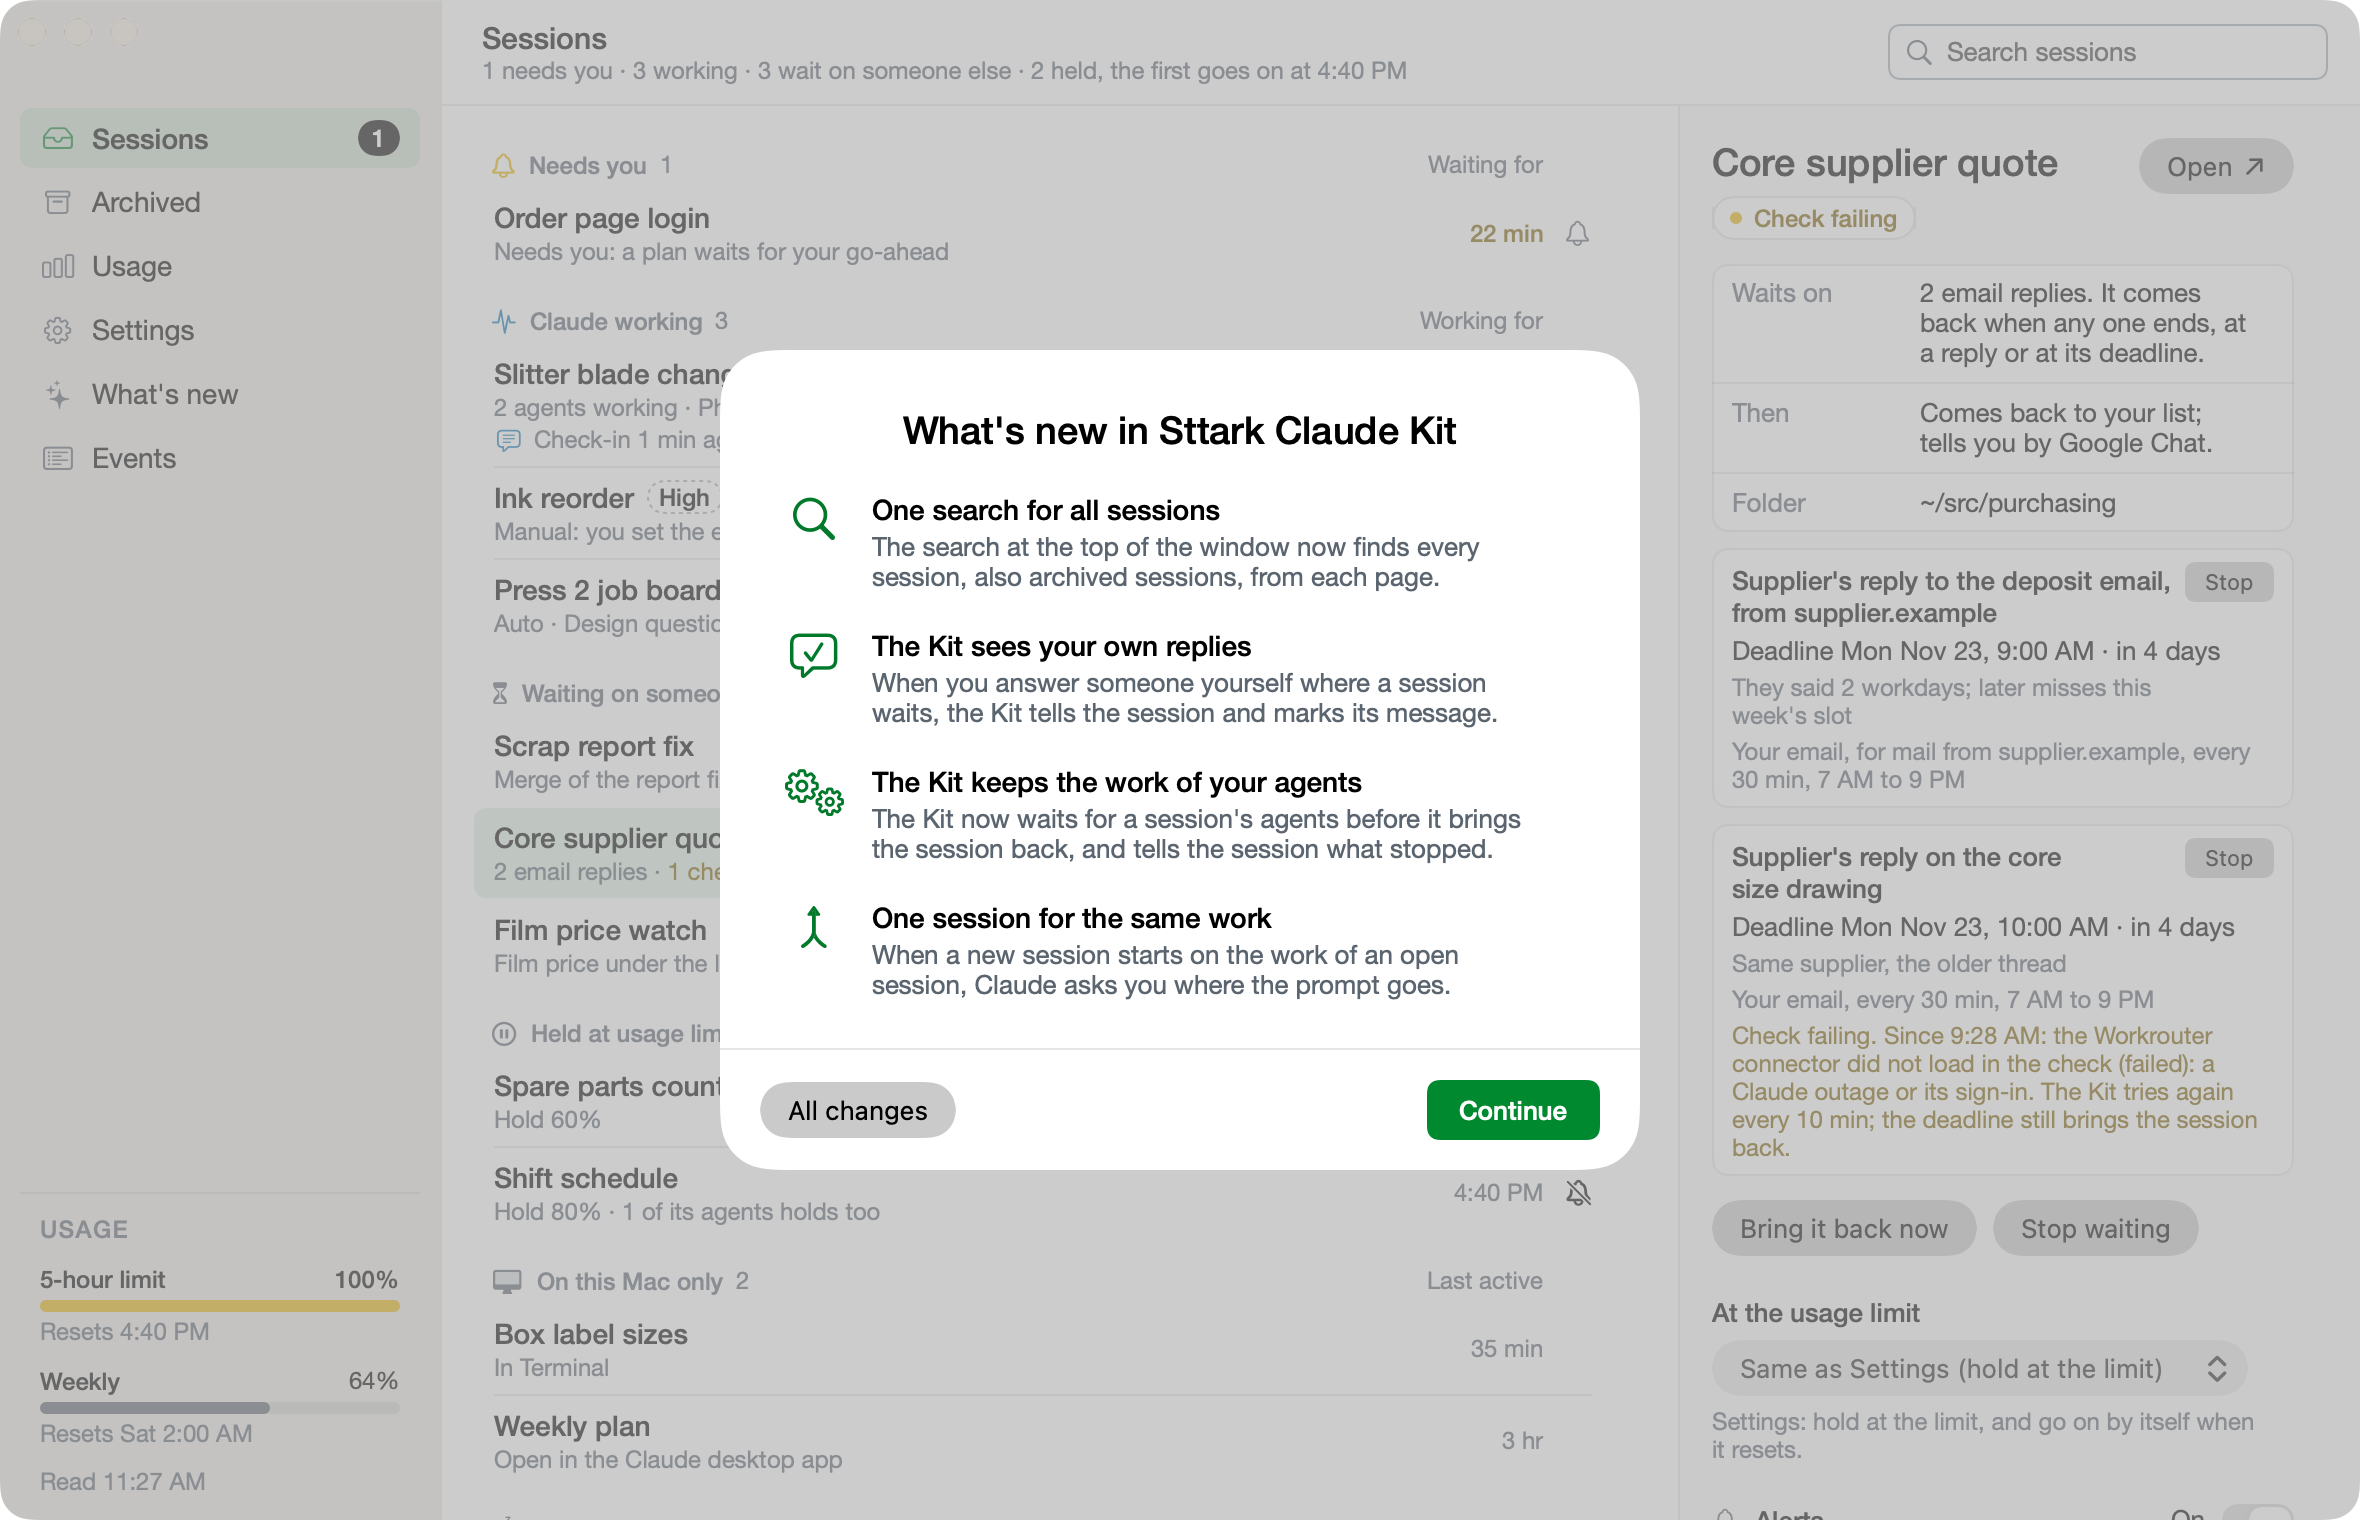 Sessions
1 needs you · 3 working · 3 wait on someone else · 2 held, the first goes on at 4:40 PM
Search sessions
Sessions 1
Archived
Usage
Settings
What's new
Events
USAGE
5-hour limit 100%
Resets 4:40 PM
Weekly 64%
Resets Sat 2:00 AM
Read 11:27 AM
Needs you 1 Waiting for
Order page login
Needs you: a plan waits for your go-ahead
22 min
Claude working 3 Working for
Slitter blade
2 agents working ·
Check-in 1 min
Ink reorder High
Manual: you set the
Press 2 job board
Auto · Design
Waiting on
Scrap report fix
Merge of the report
Core supplier
2 email replies · 1
Film price watch
Film price under the
Held at usage
Spare parts count
Hold 60%
Shift schedule
Hold 80% · 1 of its agents holds too
4:40 PM
On this Mac only 2 Last active
Box label sizes
In Terminal
35 min
Weekly plan
Open in the Claude desktop app
3 hr
What's new in Sttark Claude Kit
One search for all sessions
The search at the top of the window now finds every
session, also archived sessions, from each page.
The Kit sees your own replies
When you answer someone yourself where a session
waits, the Kit tells the session and marks its message.
The Kit keeps the work of your agents
The Kit now waits for a session's agents before it brings
the session back, and tells the session what stopped.
One session for the same work
When a new session starts on the work of an open
session, Claude asks you where the prompt goes.
All changes
Continue
Core supplier quote
Open
Check failing
Waits on
2 email replies. It comes
back when any one ends, at
a reply or at its deadline.
Then
Comes back to your list;
tells you by Google Chat.
Folder
~/src/purchasing
Supplier's reply to the deposit email,
from supplier.example
Stop
Deadline Mon Nov 23, 9:00 AM · in 4 days
They said 2 workdays; later misses this
week's slot
Your email, for mail from supplier.example, every
30 min, 7 AM to 9 PM
Supplier's reply on the core
size drawing
Stop
Deadline Mon Nov 23, 10:00 AM · in 4 days
Same supplier, the older thread
Your email, every 30 min, 7 AM to 9 PM
Check failing. Since 9:28 AM: the Workrouter
connector did not load in the check (failed): a
Claude outage or its sign-in. The Kit tries again
every 10 min; the deadline still brings the session
back.
Bring it back now
Stop waiting
At the usage limit
Same as Settings (hold at the limit)
Settings: hold at the limit, and go on by itself when
it resets.
Alerts On